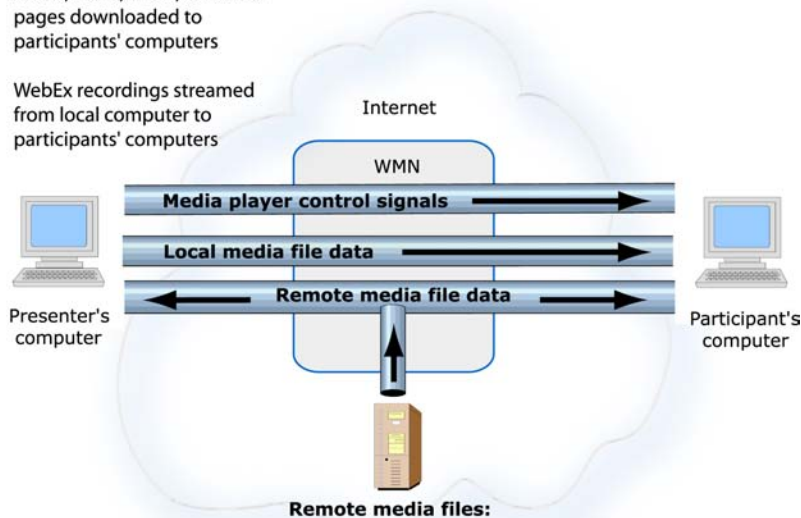 pages downloaded to
participants' computers
WebEx recordings streamed
from local computer to
participants' computers
Internet
WMN
Media player control signals
Local media file data
Remote media file data
Presenter's
computer
Participant's
computer
Remote media files: